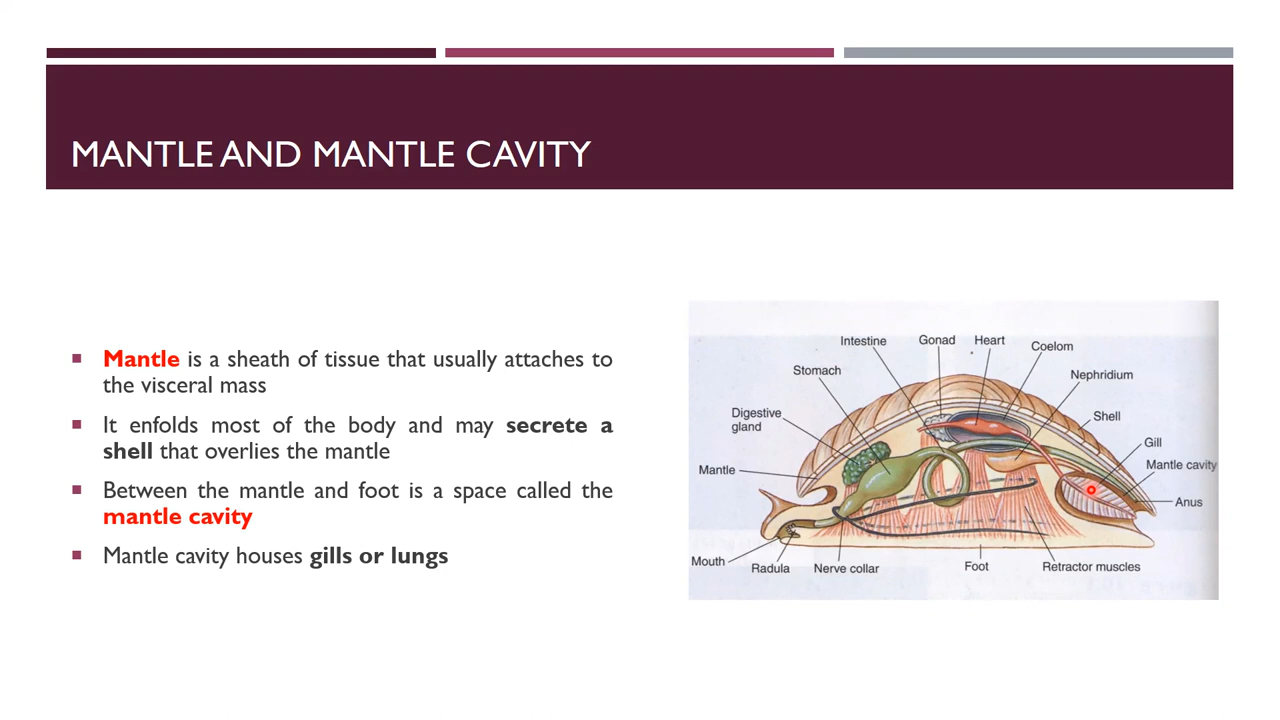 MANTLE AND MANTLE CAVITY
Mantle is a sheath of tissue that usually attaches to
the visceral mass
It enfolds most of the body and may secrete a
shell that overlies the mantle
Between the mantle and foot is a space called the
mantle cavity
Mantle cavity houses gills or lungs
Intestine
Gonad
Heart
Coelom
Stomach
Nephridium
Digestive
gland
Shell
Gill
Mantle
Mantle cavity
Anus
Mouth
Radula
Nerve collar
Foot
Retractor muscles